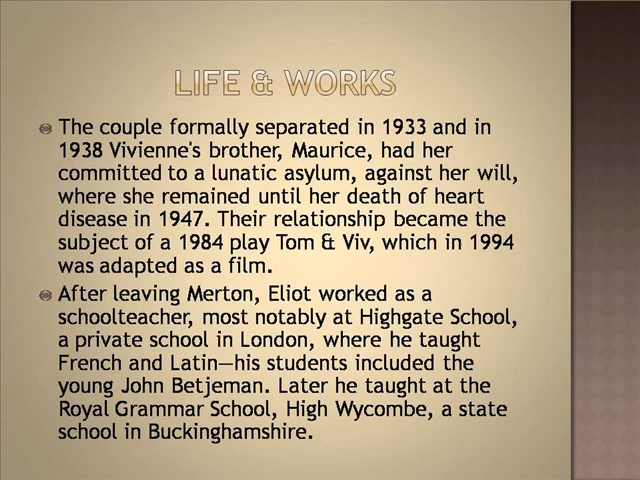 LIFE & WORKS
The couple formally separated in 1933 and in
1938 Vivienne's brother, Maurice, had her
committed to a lunatic asylum, against her will,
where she remained until her death of heart
disease in 1947. Their relationship became the
subject of a 1984 play Tom & Viv, which in 1994
was adapted as a film.
After leaving Merton, Eliot worked as a
schoolteacher, most notably at Highgate School,
a private school in London, where he taught
French and Latin—his students included the
young John Betjeman. Later he taught at the
Royal Grammar School, High Wycombe, a state
school in Buckinghamshire.